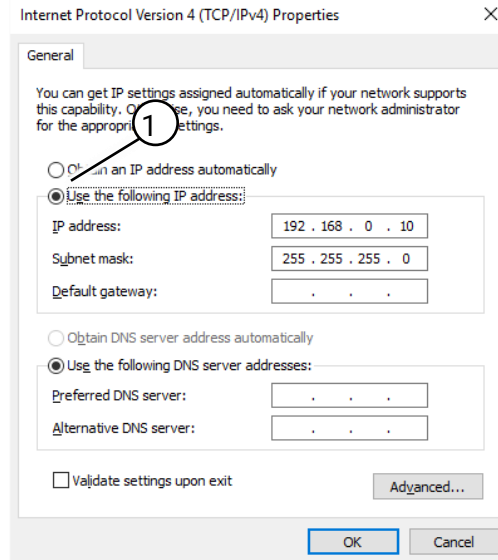 Internet Protocol Version 4 (TCP/IPv4) Properties
General
You can get IP settings assigned automatically if your network supports
this capability. you need to ask your network administrator
for the
1
an IP address automatically
Use the following IP address:
IP address:
192 . 168 . 0 . 10
Subnet mask:
255 . 255 . 255 . 0
Default gateway:
. . .
Obtain DNS server address automatically
Use the following DNS server addresses:
Preferred DNS server:
. . .
Alternative DNS server:
. . .
Validate settings upon exit
Advanced...
OK
Cancel